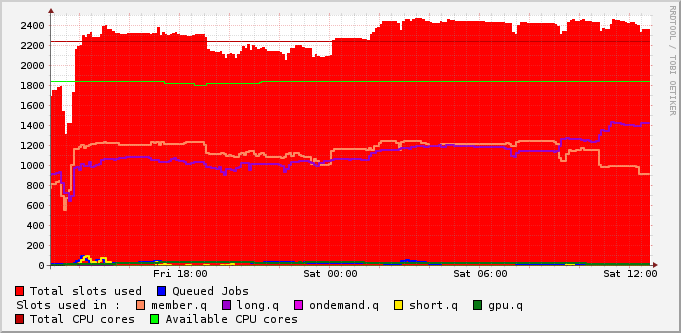 RRDTOOL / TOBI OETIKER
2400
2200
2000
1800
1600
1400
1200
1000
800
600
400
200
0
Fri 18:00 Sat 00:00 Sat 06:00 Sat 12:00
Total slots used Queued Jobs
Slots used in : member.q long.q ondemand.q short.q gpu.q
Total CPU cores Available CPU cores